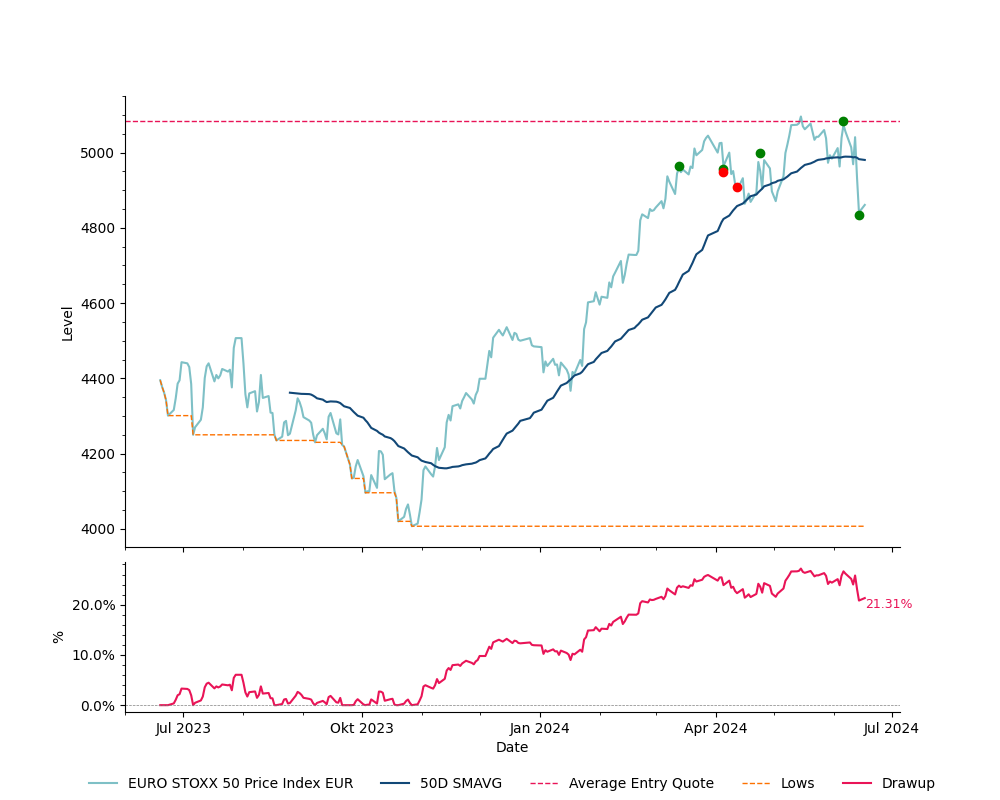 5000
4800
4600
4400
4200
4000
Level
20.0%
10.0%
0.0%
%
21.31%
Jul 2023
Okt 2023
Jan 2024
Apr 2024
Jul 2024
Date
EURO STOXX 50 Price Index EUR
50D SMAVG
Average Entry Quote
Lows
Drawup